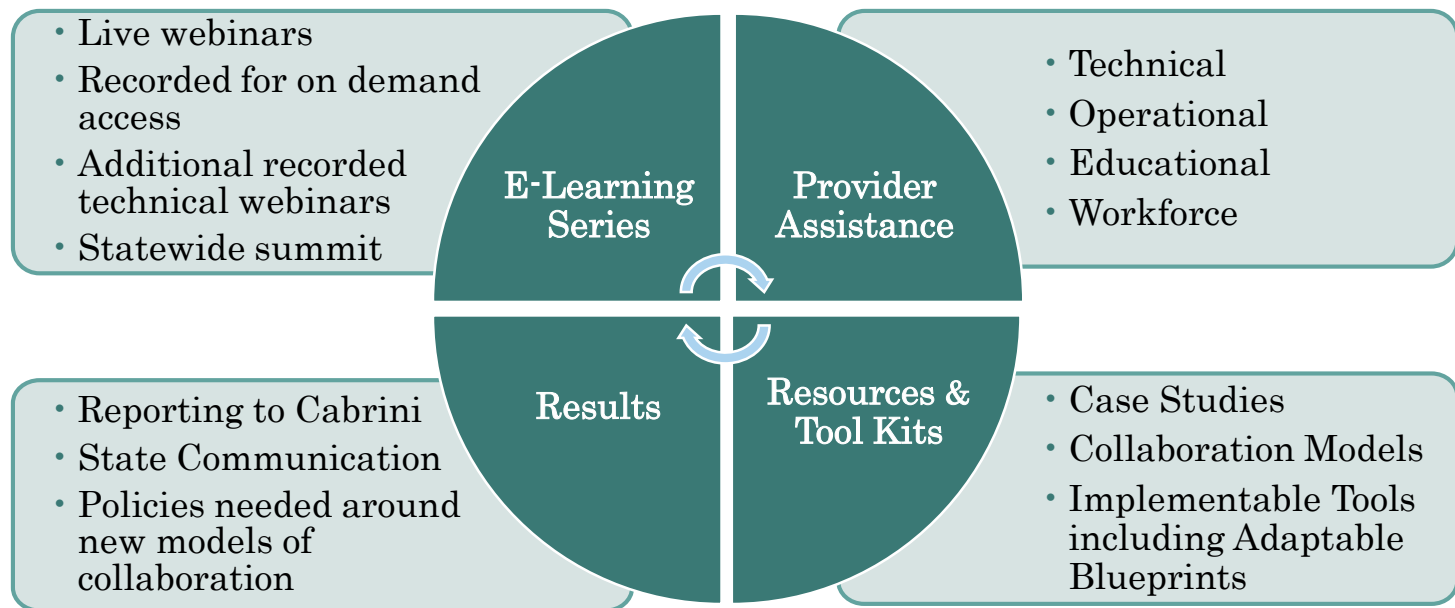 • Live webinars
• Recorded for on demand
access
• Additional recorded
technical webinars
• Statewide summit
E-Learning
Series
Provider
Assistance
• Technical
• Operational
• Educational
• Workforce
• Reporting to Cabrini
• State Communication
• Policies needed around
new models of
collaboration
Results
Resources &
Tool Kits
• Case Studies
• Collaboration Models
• Implementable Tools
including Adaptable
Blueprints